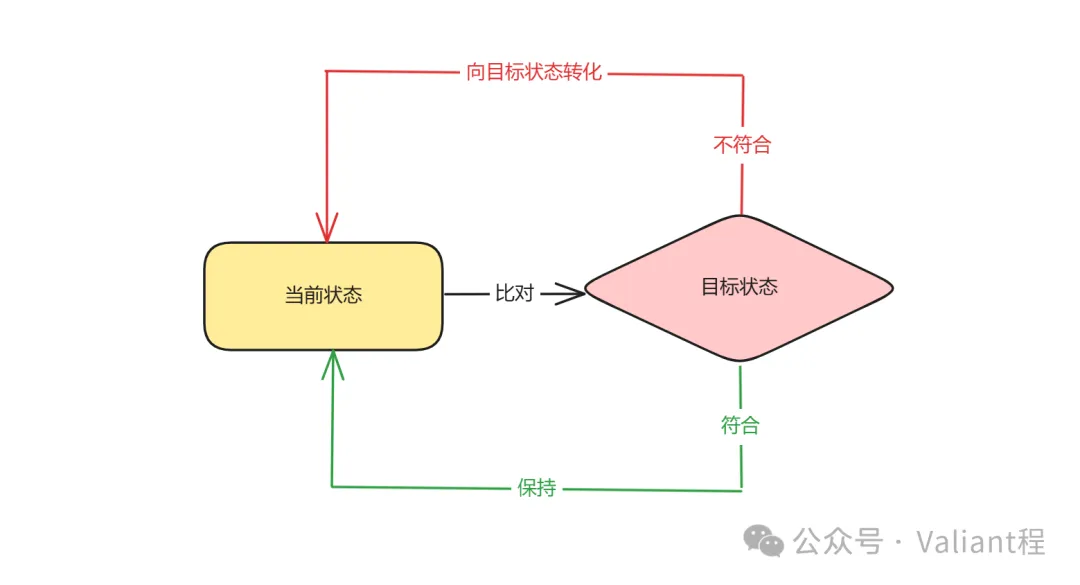 向目标状态转化
不符合
当前状态
比对
目标状态
符合
保持
公众号 · Valiant程